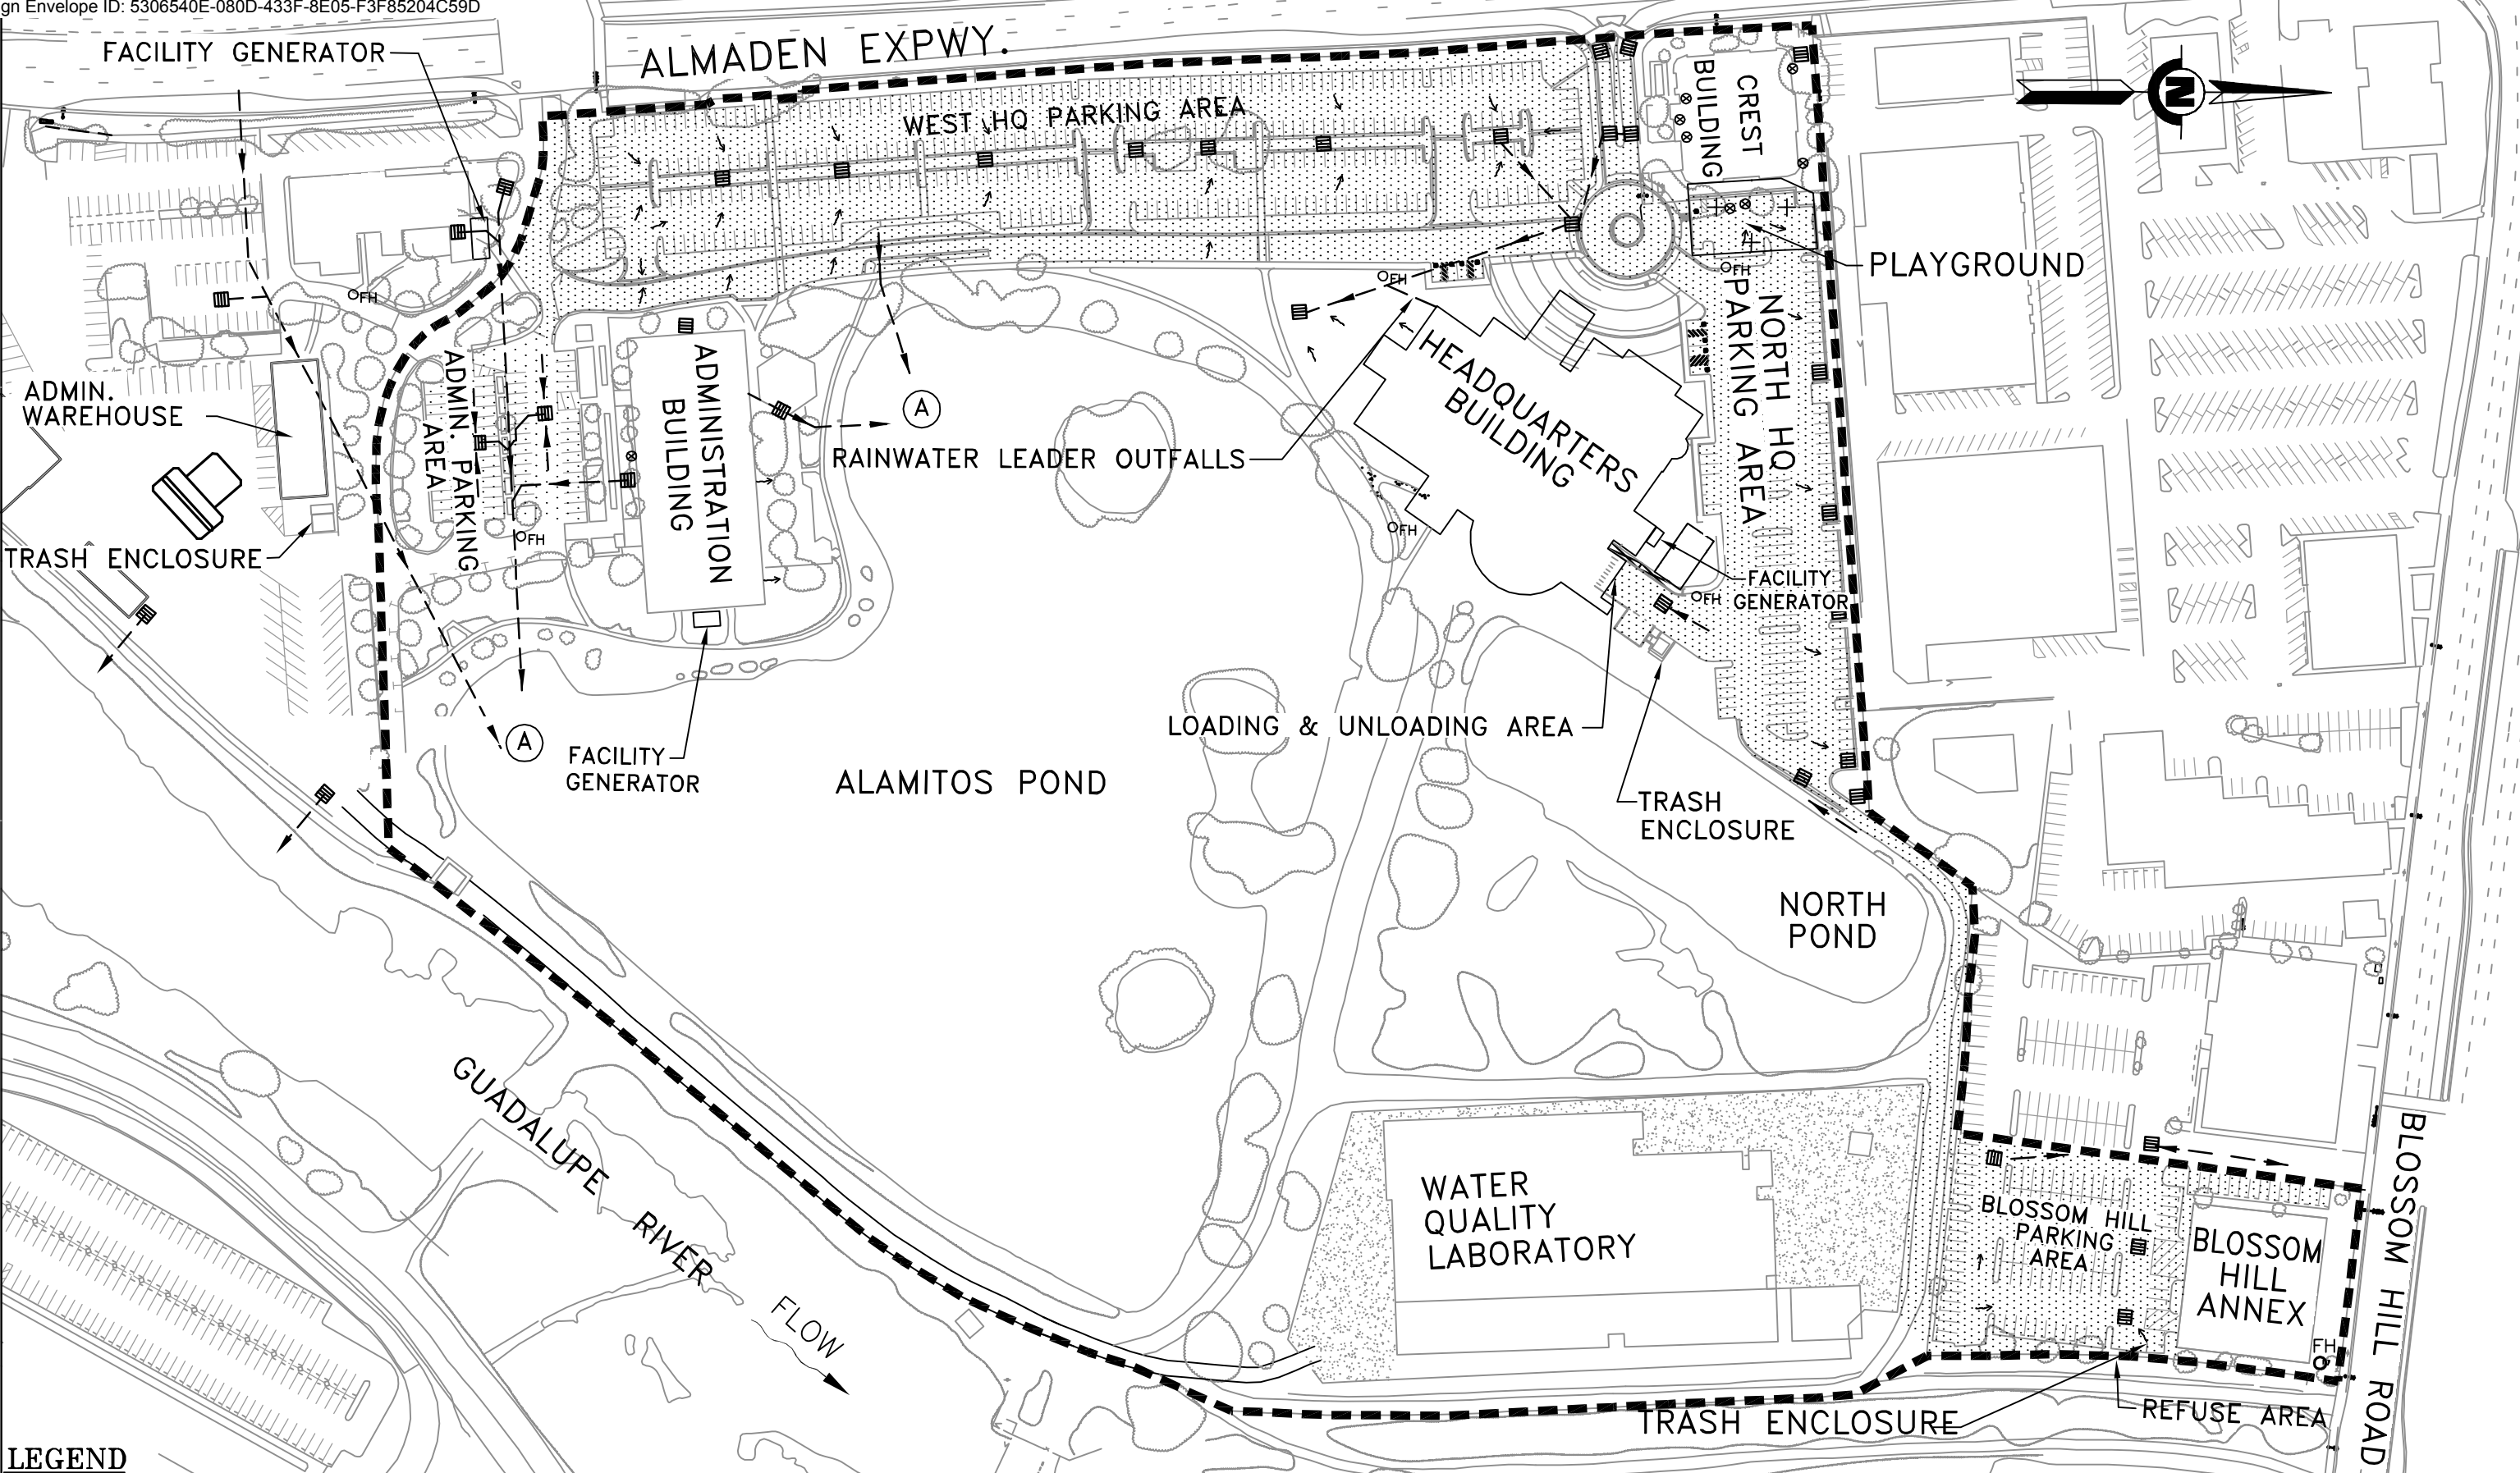 gn Envelope ID: 5306540E-080D-433F-8E05-F3F85204C59D
FACILITY GENERATOR
ALMADEN EXPWY.
WEST HQ PARKING AREA
CREST
BUILDING
N
PLAYGROUND
FH
FH
FH
NORTH HQ
PARKING AREA
HEADQUARTERS
BUILDING
ADMIN.
WAREHOUSE
ADMIN. PARKING
AREA
ADMINISTRATION
BUILDING
A
RAINWATER LEADER OUTFALLS
FH
FH
TRASH ENCLOSURE
FACILITY
GENERATOR
FH
LOADING & UNLOADING AREA
A
FACILITY
GENERATOR
ALAMITOS POND
TRASH
ENCLOSURE
NORTH
POND
GUADALUPE
RIVER
FLOW
WATER
QUALITY
LABORATORY
BLOSSOM HILL
PARKING
AREA
BLOSSOM
HILL
ANNEX
FH
BLOSSOM HILL ROAD
TRASH ENCLOSURE
REFUSE AREA
LEGEND